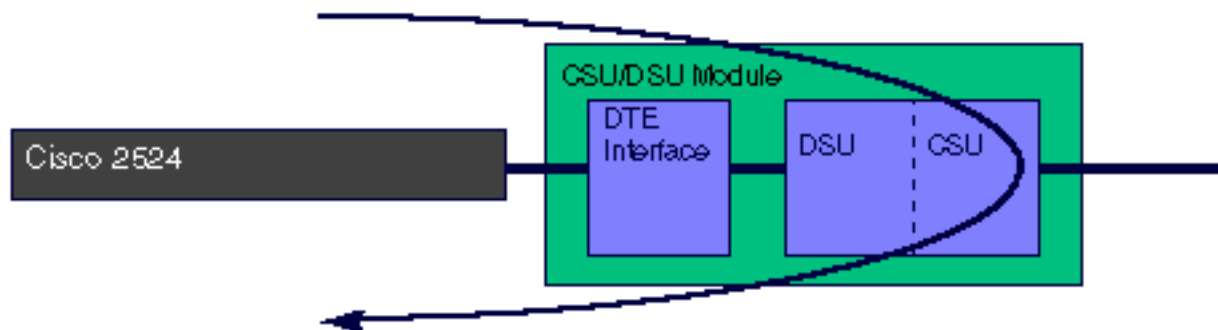 CSU/DSU Module
DTE
Interface
DSU
CSU
Cisco 2524